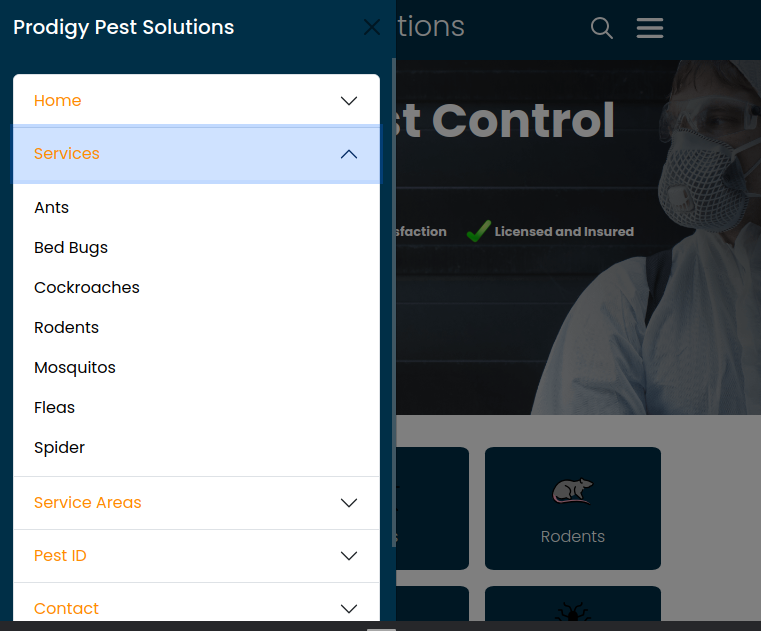 Prodigy Pest Solutions
tions
Home
Services
Ants
Bed Bugs
Cockroaches
Rodents
Mosquitos
Fleas
Spider
Service Areas
Pest ID
Contact
st Control
sfaction
Licensed and Insured
s
Rodents